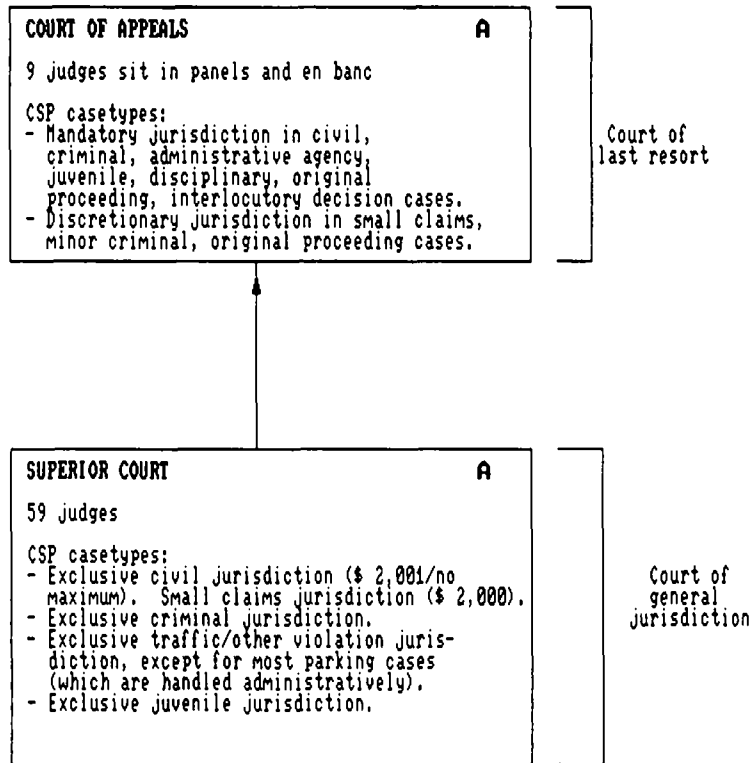 COURT OF APPEALS A
9 judges sit in panels and en banc
CSP casetypes:
- Mandatory jurisdiction in civil,
criminal, administrative agency,
juvenile, disciplinary, original
proceeding, interlocutory decision cases.
- Discretionary jurisdiction in small claims,
minor criminal, original proceeding cases.
Court of
last resort
SUPERIOR COURT A
59 judges
CSP casetypes:
- Exclusive civil jurisdiction ($ 2,001/no
maximum). Small claims jurisdiction ($ 2,000).
- Exclusive criminal jurisdiction.
- Exclusive traffic/other violation juris-
diction, except for most parking cases
(which are handled administratively).
- Exclusive juvenile jurisdiction.
Court of
general
jurisdiction